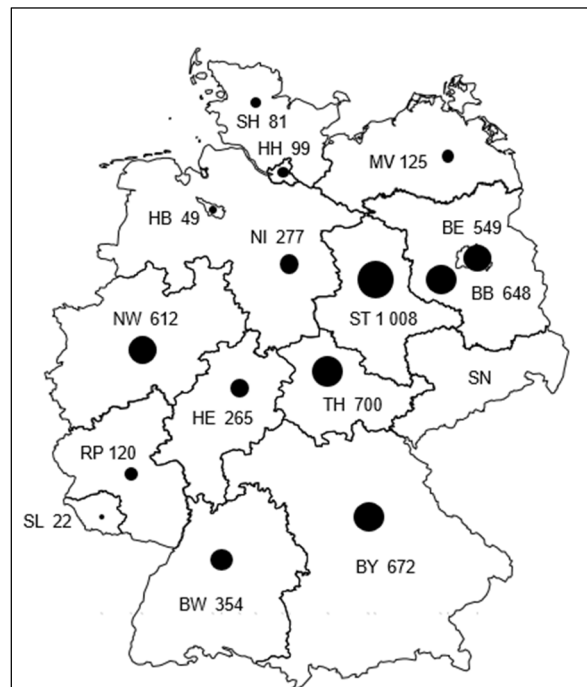 SH 81
HH 99
MV 125
HB 49
BE 549
NI 277
BB 648
NW 612
ST 1 008
SN
TH 700
HE 265
RP 120
SL 22
BY 672
BW 354